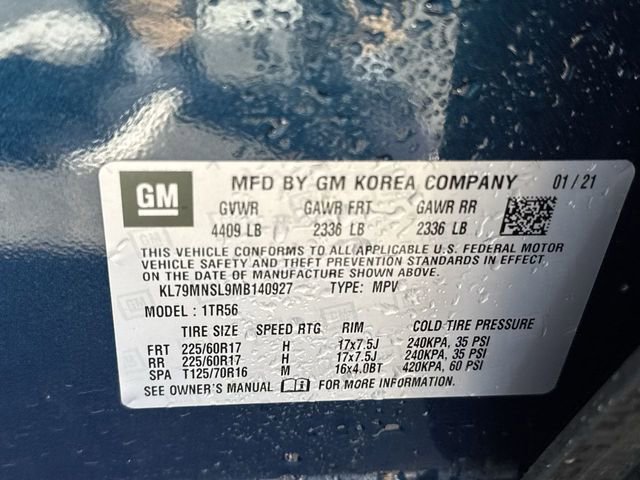 GM MFD BY GM KOREA COMPANY 01/21
GVWR GAWR FRT GAWR RR
4409 LB 2336 LB 2336 LB
THIS VEHICLE CONFORMS TO ALL APPLICABLE U.S. FEDERAL MOTOR
VEHICLE SAFETY AND THEFT PREVENTION STANDARDS IN EFFECT
ON THE DATE OF MANUFACTURE SHOWN ABOVE.
KL79MNSL9MB140927 TYPE: MPV
MODEL: 1TR56
TIRE SIZE SPEED RTG RIM COLD TIRE PRESSURE
FRT 225/60R17 H 17x7.5J 240KPA, 35 PSI
RR 225/60R17 H 17x7.5J 240KPA, 35 PSI
SPA T125/70R16 M 16x4.0BT 420KPA, 60 PSI
SEE OWNER'S MANUAL FOR MORE INFORMATION.